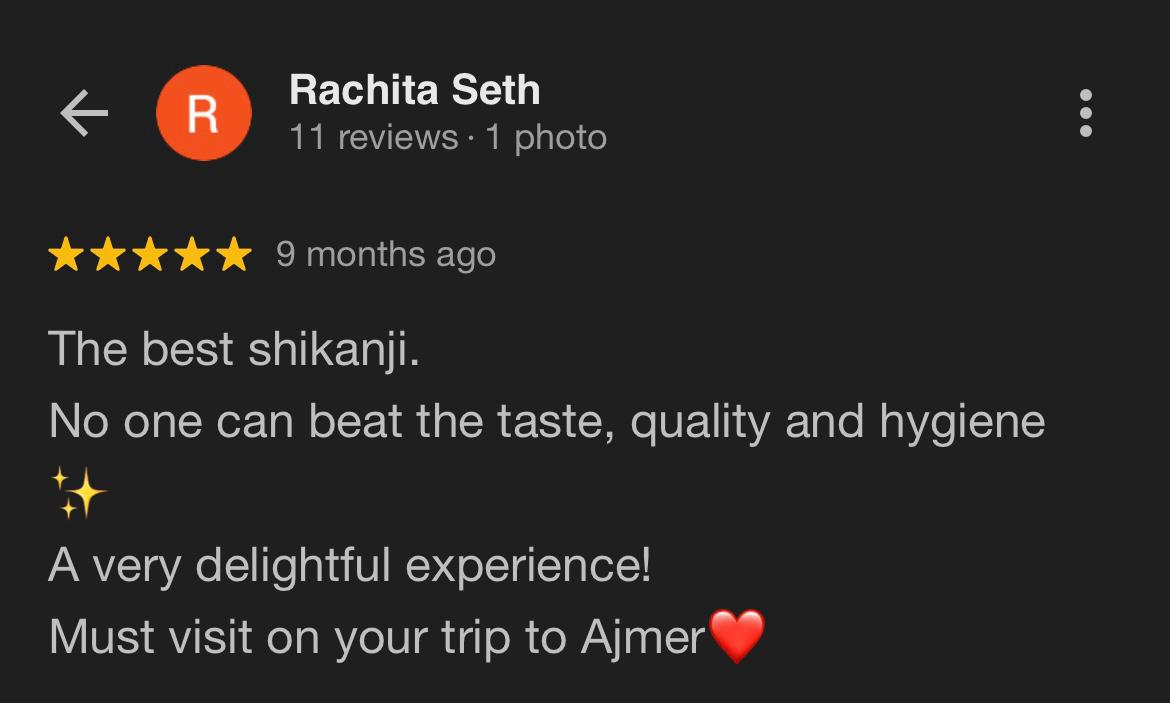 R
Rachita Seth
11 reviews · 1 photo
9 months ago
The best shikanji.
No one can beat the taste, quality and hygiene
✨
A very delightful experience!
Must visit on your trip to Ajmer❤️